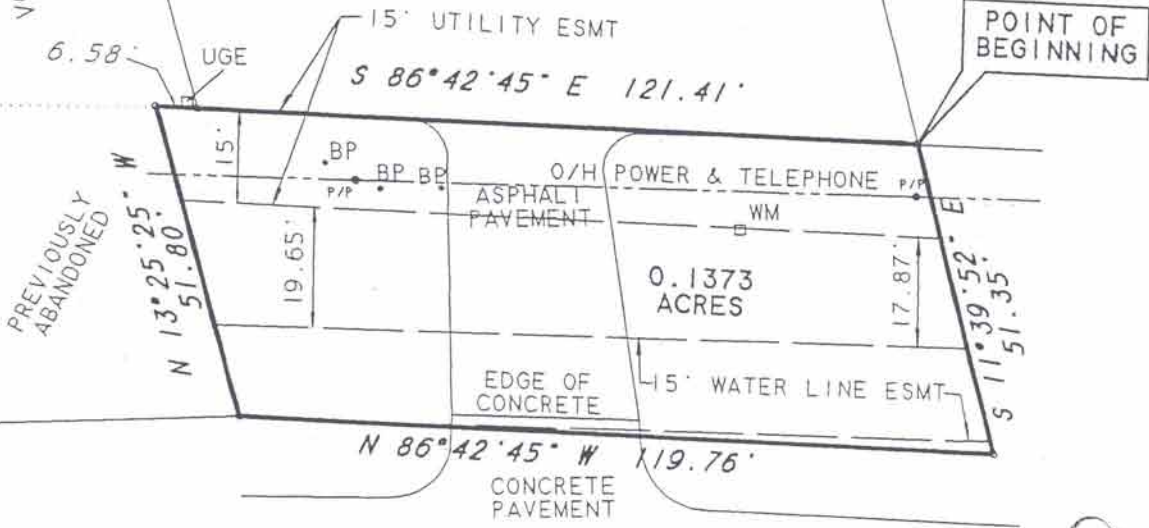 15' UTILITY ESMT
POINT OF
BEGINNING
6.58'
UGE
S 86°42'45" E 121.41'
15'
BP
BP
BP
P/P
O/H POWER & TELEPHONE
P/P
ASPHALT
PAVEMENT
WM
PREVIOUSLY
ABANDONED
N 13°25'25" W
51.80'
19.65'
0.1373
ACRES
17.87'
S 11°39'52" E
51.35'
EDGE OF
CONCRETE
15' WATER LINE ESMT
N 86°42'45" W 119.76'
CONCRETE
PAVEMENT